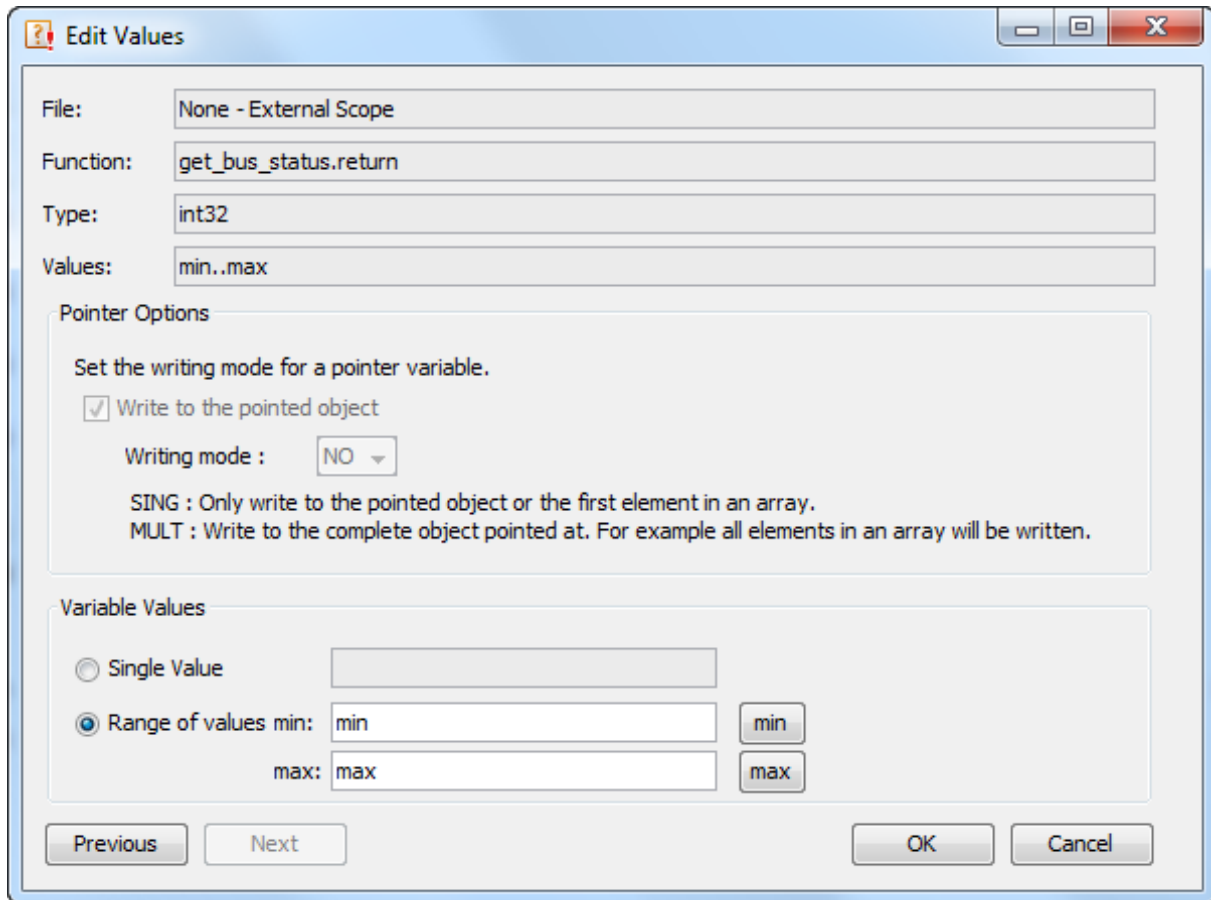 Edit Values
File: None - External Scope
Function: get_bus_status.return
Type: int32
Values: min..max
Pointer Options
Set the writing mode for a pointer variable.
Write to the pointed object
Writing mode : NO
SING : Only write to the pointed object or the first element in an array.
MULT : Write to the complete object pointed at. For example all elements in an array will be written.
Variable Values
Single Value
Range of values min: min min
max: max max
Previous Next OK Cancel